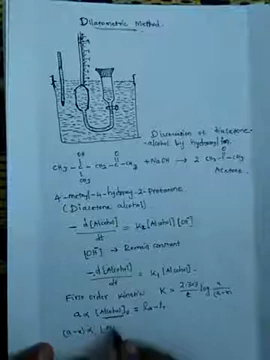 Dilatometric Method.
Dissociation of diacetone-
alcohol by hydroxyl ion
OH O O
CH3 - C - CH2 - C - CH3 + NaOH → 2 CH3 - C - CH3
CH3 Acetone.
4-methyl-4-hydroxy-2-Pentanone.
(Diacetone alcohol)
- d[Alcohol]/dt = k2 [Alcohol] [OH⁻]
[OH⁻] → Remain constant
- d[Alcohol]/dt = k1 [Alcohol].
First order kinetic K = 2.303/t log a/(a-x)
a ∝ [Alcohol]0
(a-x) ∝